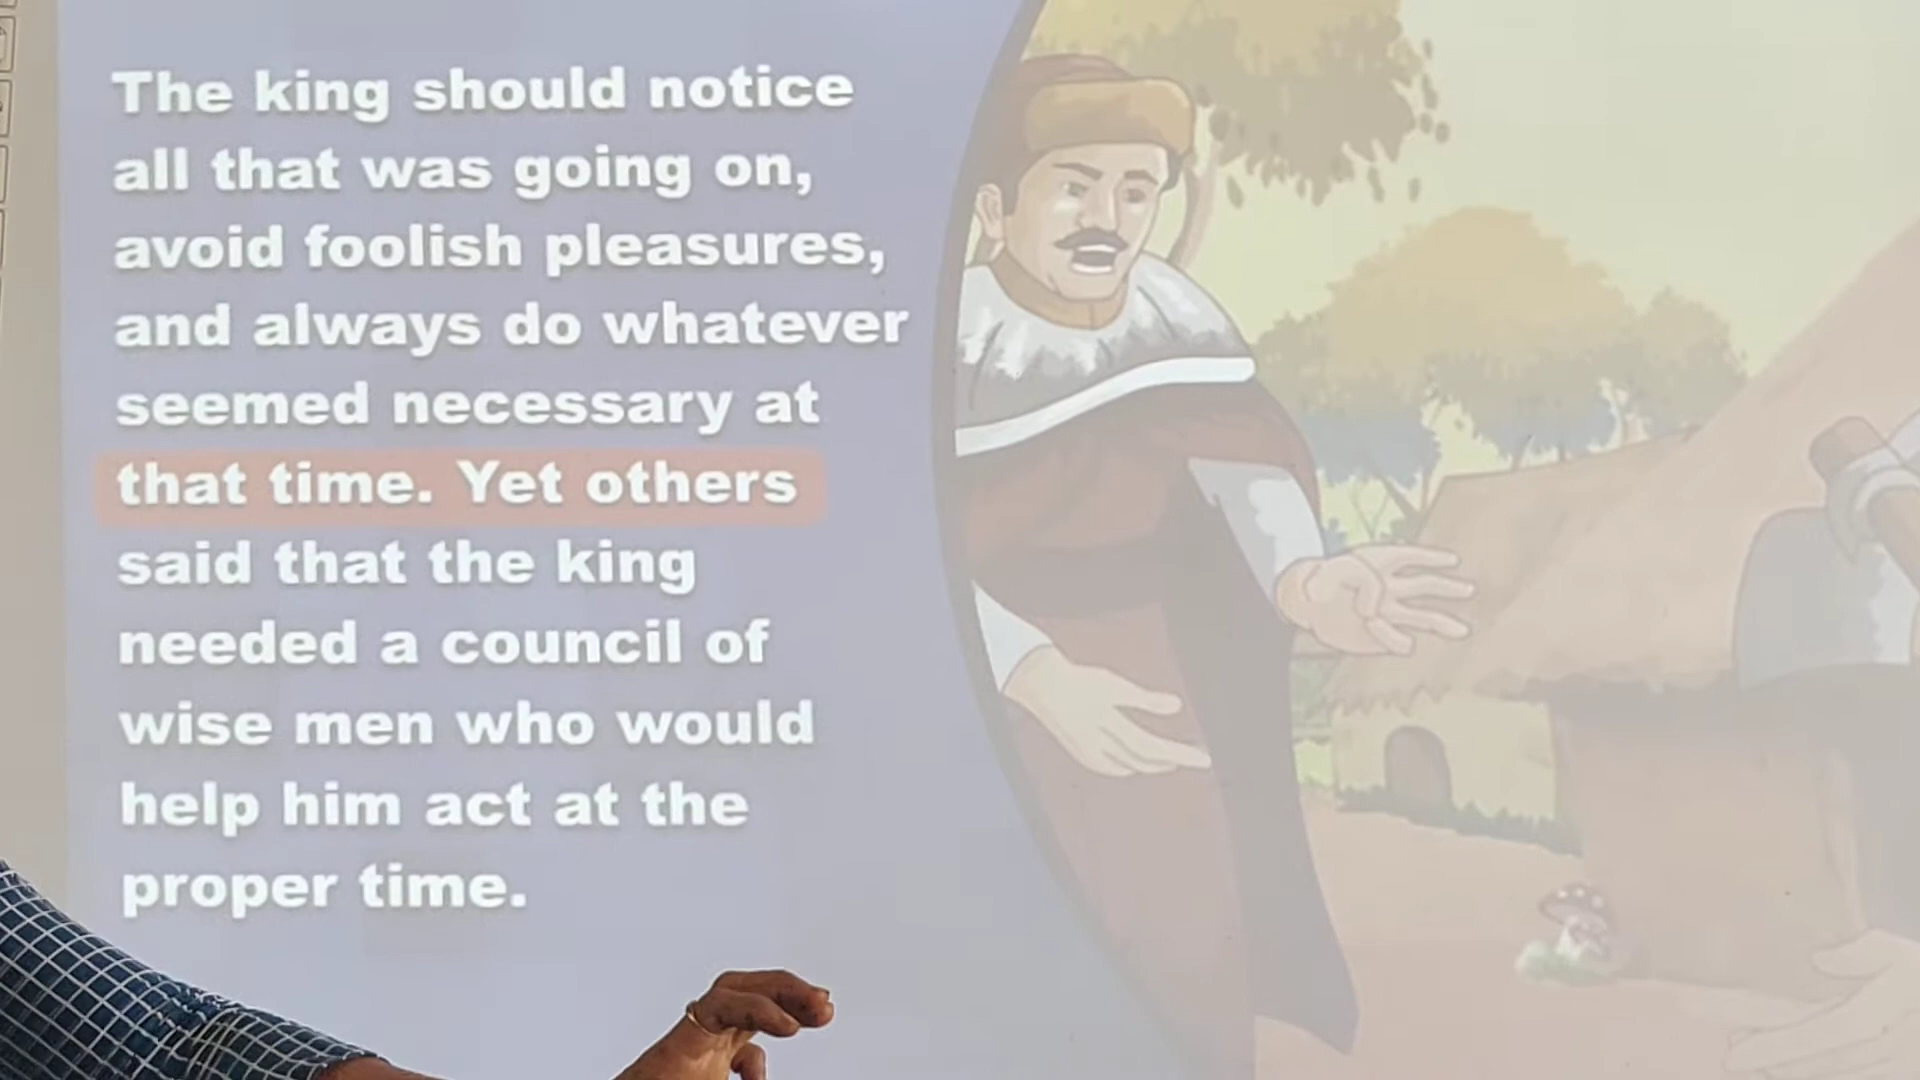 The king should notice
all that was going on,
avoid foolish pleasures,
and always do whatever
seemed necessary at
that time. Yet others
said that the king
needed a council of
wise men who would
help him act at the
proper time.